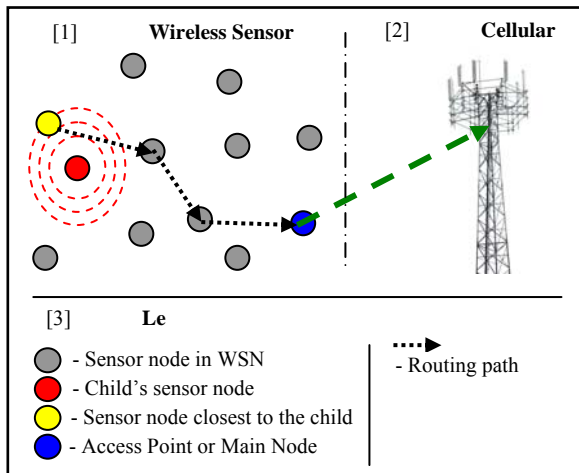 [1] Wireless Sensor
[2] Cellular
[3] Le
- Sensor node in WSN
- Child's sensor node
- Sensor node closest to the child
- Access Point or Main Node
- Routing path